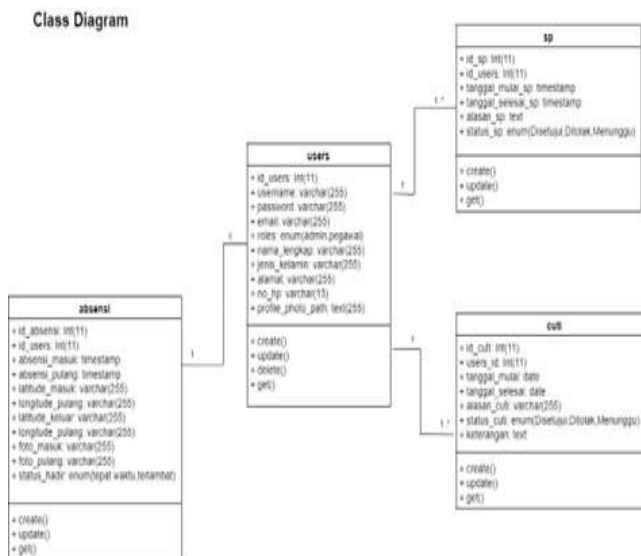 Class Diagram
sp
+ id_sp: Int(11)
+ id_users: Int(11)
+ tanggal_mulai_sp: timestamp
+ tanggal_selesai_sp: timestamp
+ alasan_sp: text
+ status_sp: enum(Disetujui,Ditolak,Menunggu)
+ create()
+ update()
+ get()
1..*
1
users
+ id_users: Int(11)
+ username: varchar(255)
+ password: varchar(255)
+ email: varchar(255)
+ roles: enum(admin,pegawai)
+ nama_lengkap: varchar(255)
+ jenis_kelamin: varchar(255)
+ alamat: varchar(255)
+ no_hp: varchar(13)
+ profile_photo_path: text(255)
+ create()
+ update()
+ delete()
+ get()
1
1
absensi
+ id_absensi: Int(11)
+ id_users: Int(11)
+ absensi_masuk: timestamp
+ absensi_pulang: timestamp
+ latitude_masuk: varchar(255)
+ longitude_pulang: varchar(255)
+ latitude_keluar: varchar(255)
+ longitude_pulang: varchar(255)
+ foto_masuk: varchar(255)
+ foto_pulang: varchar(255)
+ status_hadir: enum(tepat waktu,terlambat)
+ create()
+ update()
+ get()
1
1..*
cuti
+ id_cuti: Int(11)
+ users_id: Int(11)
+ tanggal_mulai: date
+ tanggal_selesai: date
+ alasan_cuti: varchar(255)
+ status_cuti: enum(Disetujui,Ditolak,Menunggu)
+ keterangan: text
+ create()
+ update()
+ get()